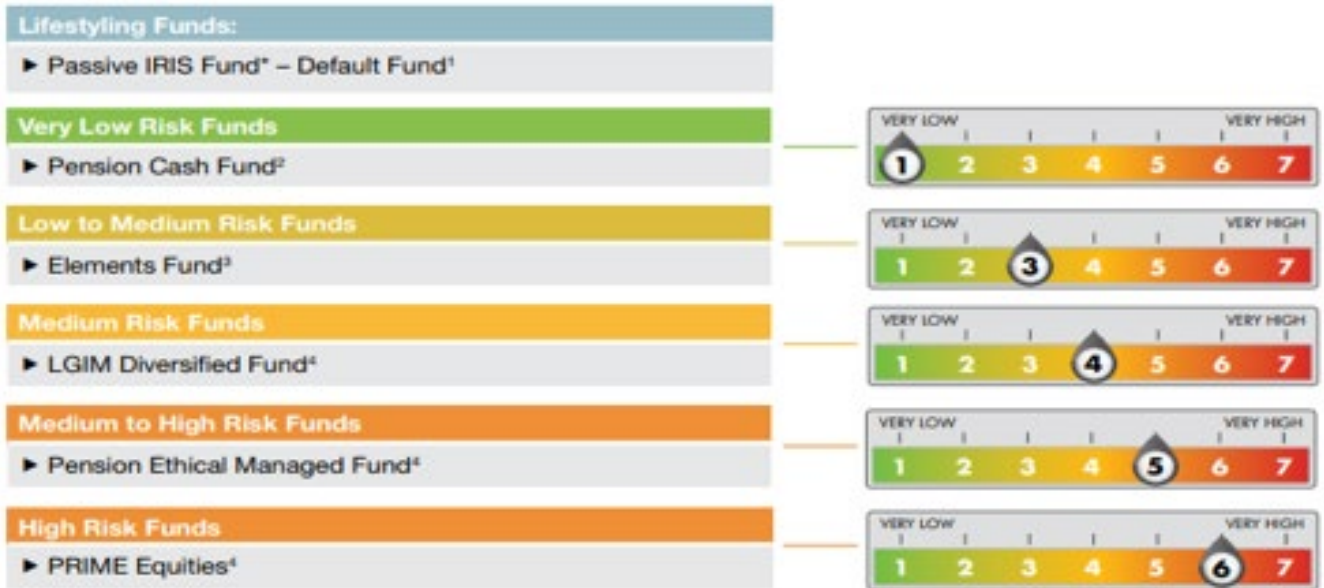 Lifestyling Funds:
► Passive IRIS Fund* – Default Fund¹
Very Low Risk Funds
► Pension Cash Fund²
VERY LOW VERY HIGH
1 2 3 4 5 6 7
Low to Medium Risk Funds
► Elements Fund³
VERY LOW VERY HIGH
1 2 3 4 5 6 7
Medium Risk Funds
► LGIM Diversified Fund⁴
VERY LOW VERY HIGH
1 2 3 4 5 6 7
Medium to High Risk Funds
► Pension Ethical Managed Fund⁴
VERY LOW VERY HIGH
1 2 3 4 5 6 7
High Risk Funds
► PRIME Equities⁴
VERY LOW VERY HIGH
1 2 3 4 5 6 7